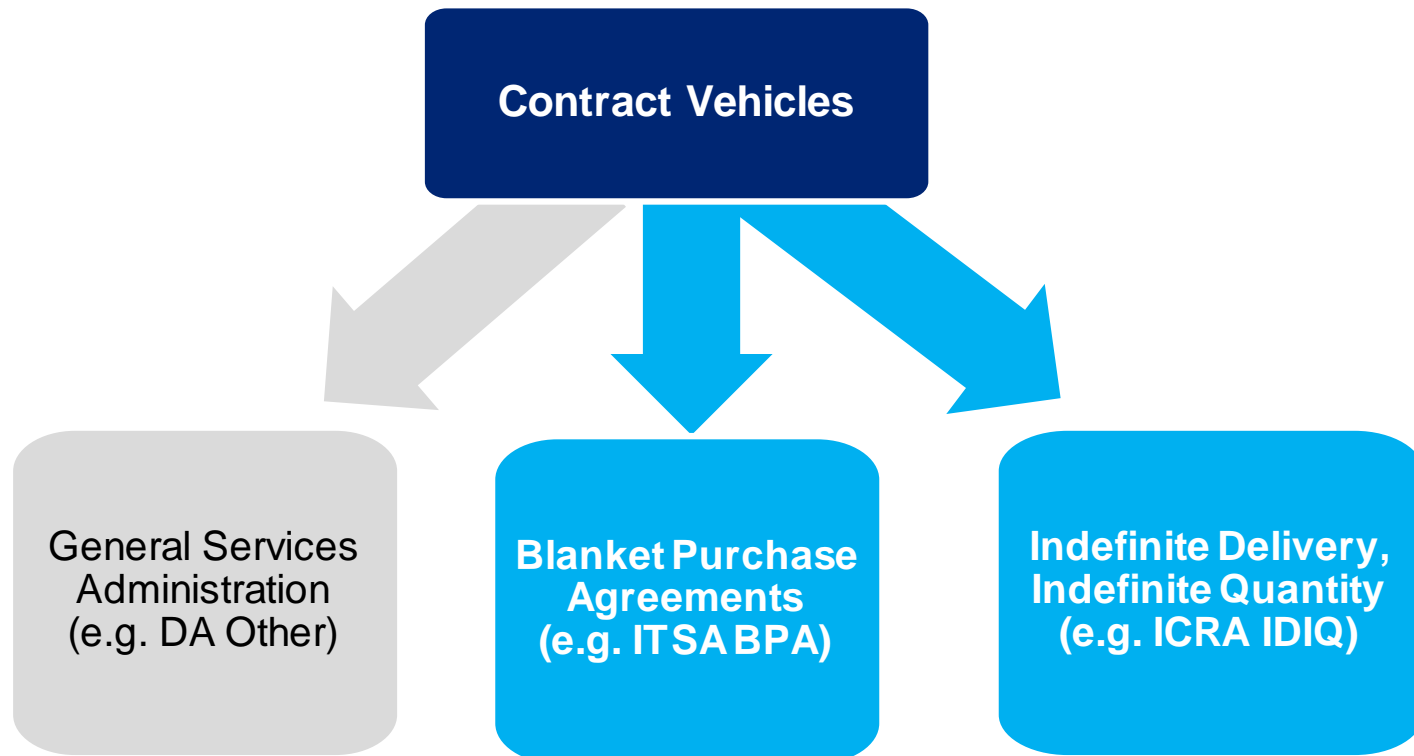 Contract Vehicles
General Services
Administration
(e.g. DA Other)
Blanket Purchase
Agreements
(e.g. ITSA BPA)
Indefinite Delivery,
Indefinite Quantity
(e.g. ICRA IDIQ)